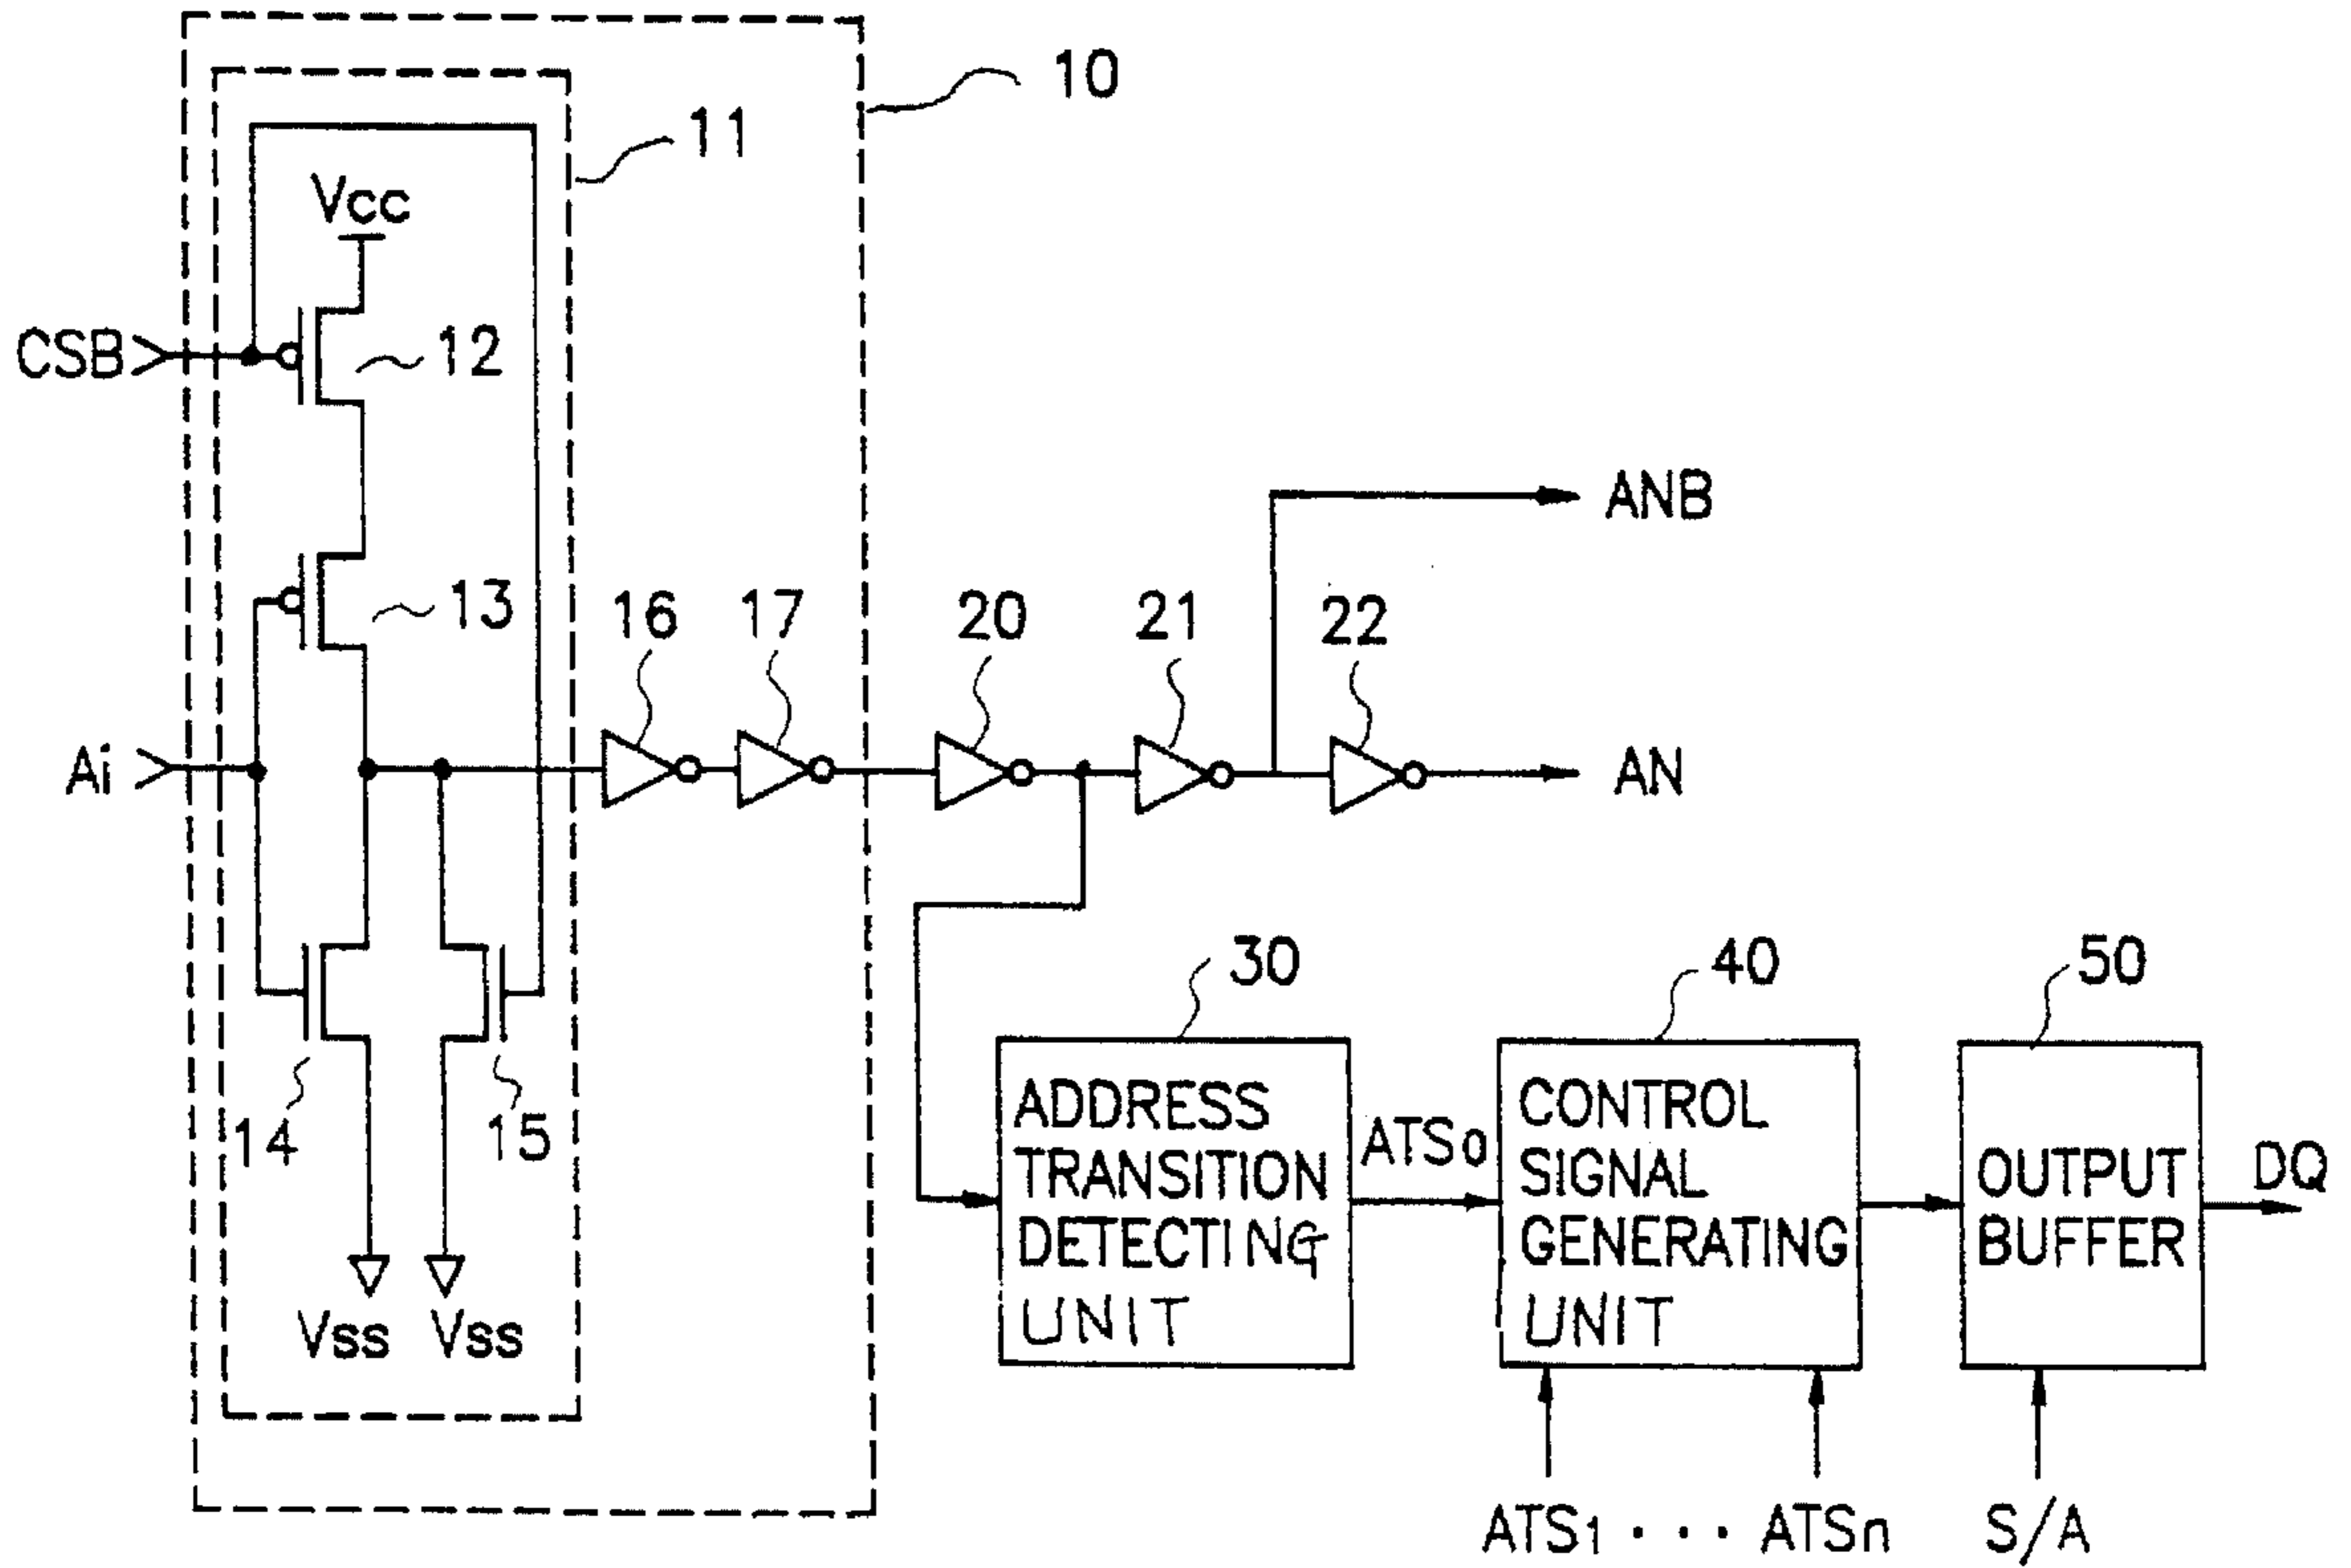 10
11
Vcc
CSB
12
13
ANB
16
17
20
21
22
Ai
AN
30
40
50
14
15
ADDRESS
TRANSITION
DETECTING
UNIT
ATS0
CONTROL
SIGNAL
GENERATING
UNIT
OUTPUT
BUFFER
DQ
Vss
Vss
ATS1 · · · ATSn
S/A